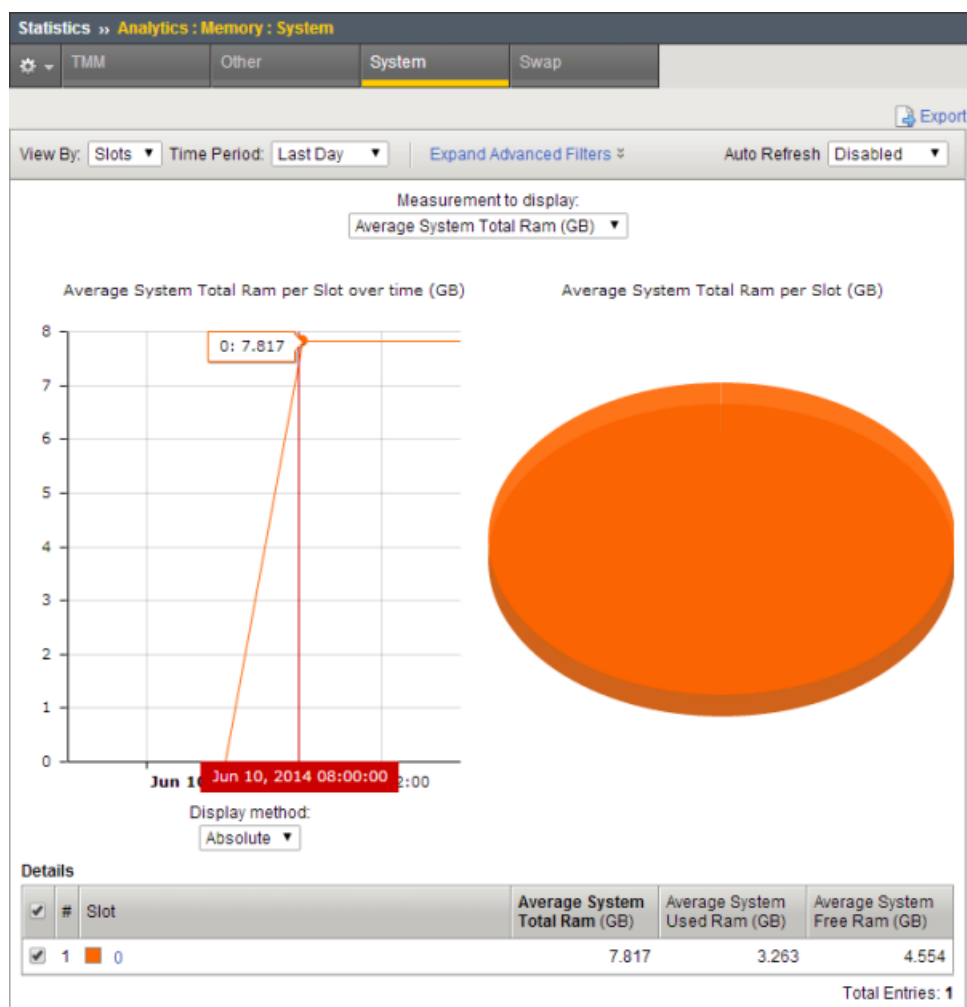 Statistics ›› Analytics : Memory : System
TMM Other System Swap
Export
View By: Slots Time Period: Last Day Expand Advanced Filters Auto Refresh Disabled
Measurement to display:
Average System Total Ram (GB)
Average System Total Ram per Slot over time (GB)
Average System Total Ram per Slot (GB)
8
0: 7.817
7
6
5
4
3
2
1
0
Jun 10, 2014 08:00:00
Display method:
Absolute
Details
# Slot Average System Total Ram (GB) Average System Used Ram (GB) Average System Free Ram (GB)
1 0 7.817 3.263 4.554
Total Entries: 1